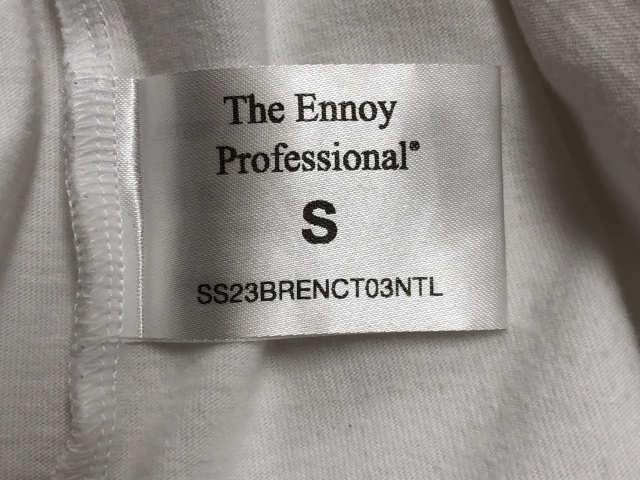 The Ennoy
Professional®
S
SS23BRENCT03NTL